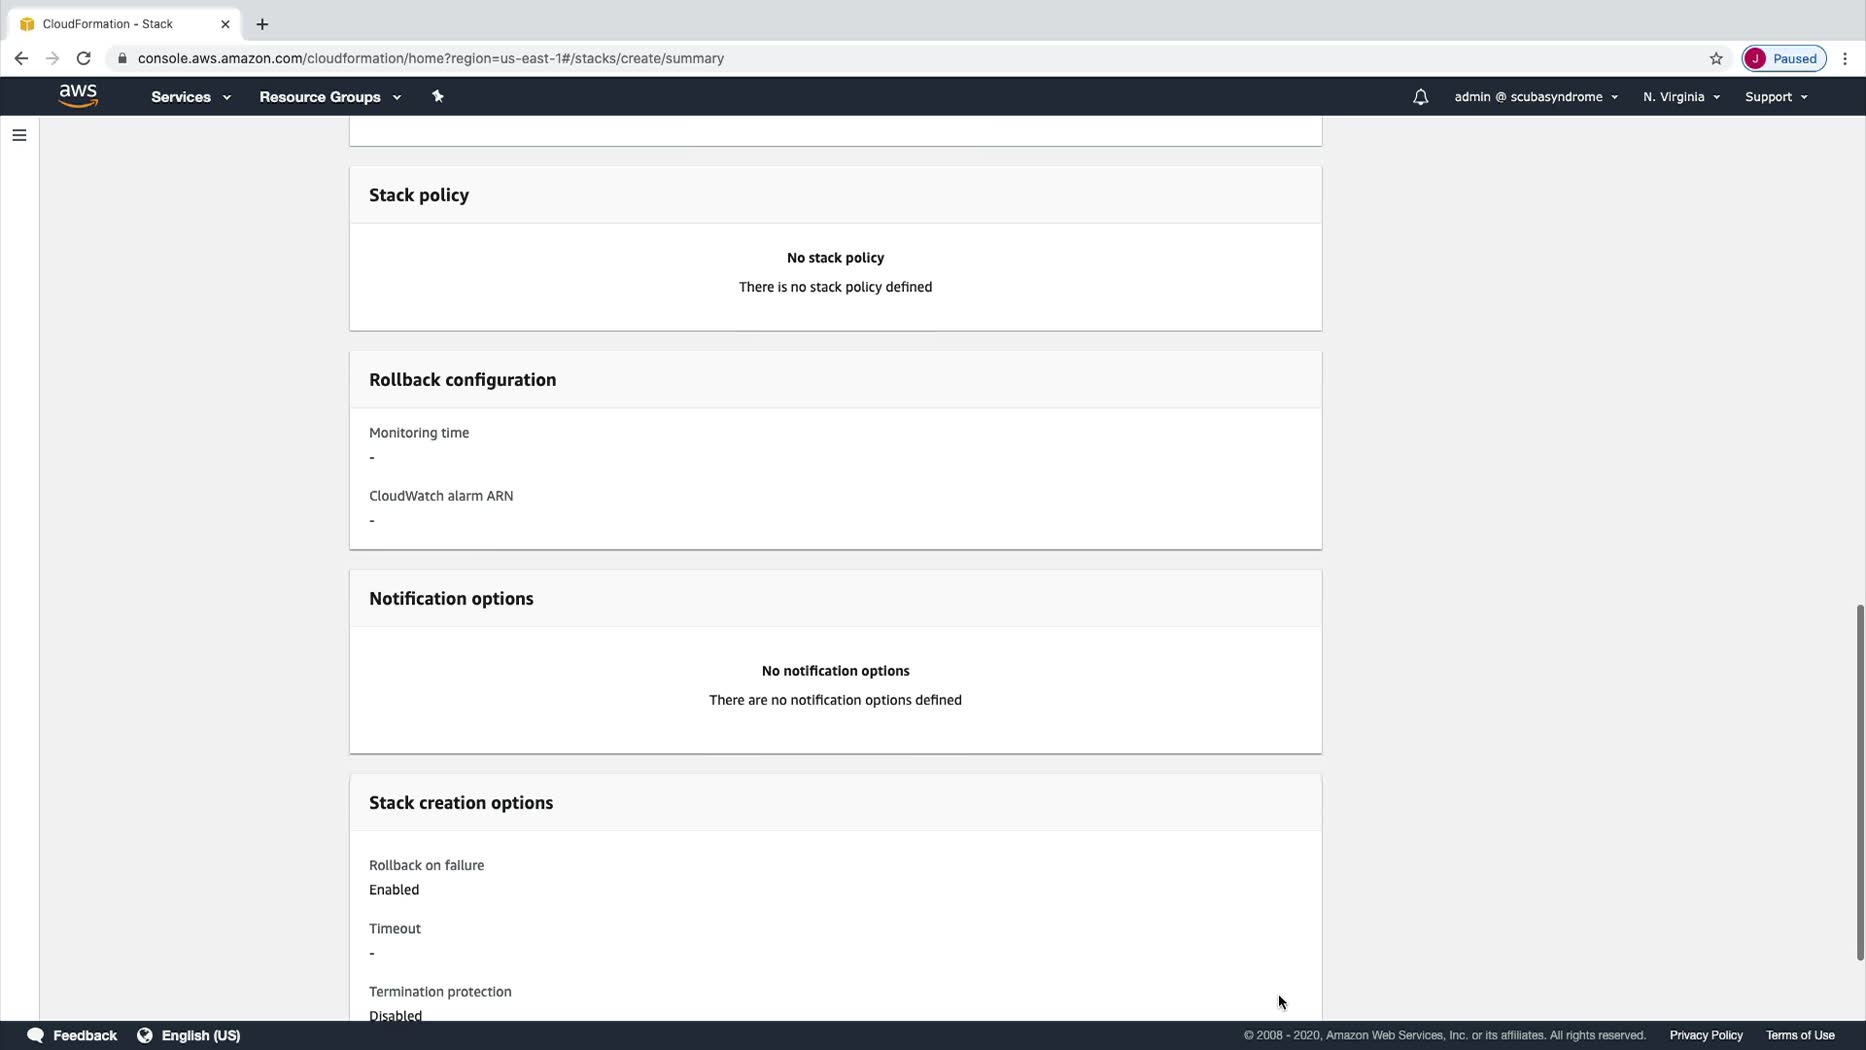 CloudFormation - Stack
console.aws.amazon.com/cloudformation/home?region=us-east-1#/stacks/create/summary
J Paused
aws Services Resource Groups admin @ scubasyndrome N. Virginia Support
Stack policy
No stack policy
There is no stack policy defined
Rollback configuration
Monitoring time
-
CloudWatch alarm ARN
-
Notification options
No notification options
There are no notification options defined
Stack creation options
Rollback on failure
Enabled
Timeout
-
Termination protection
Disabled
Feedback English (US) © 2008 - 2020, Amazon Web Services, Inc. or its affiliates. All rights reserved. Privacy Policy Terms of Use